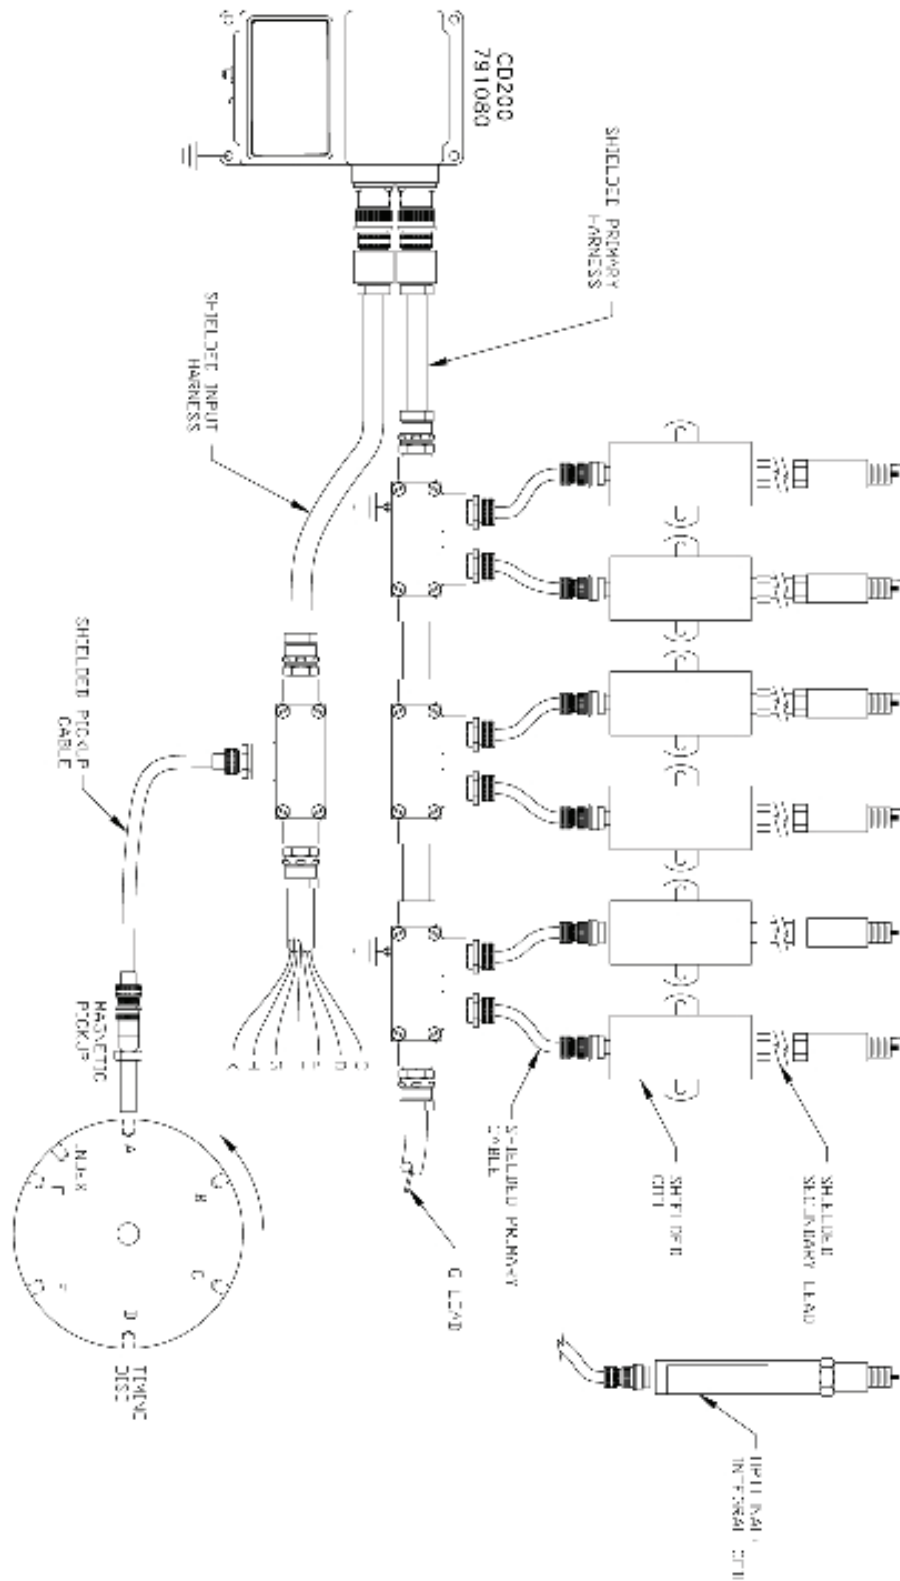 CD200
791080
SHIELDED PRIMARY
HARNESS
SHIELDED INPUT
HARNESS
SHIELDED PICKUP
CABLE
MAGNETIC
PICKUP
SHIELDED PRIMARY
CABLE
SHIELDED
COIL
SHIELDED
SECONDARY LEAD
G LEAD
A
B
C
D
INDEX
TIMING
DISC
INTEGRAL COIL